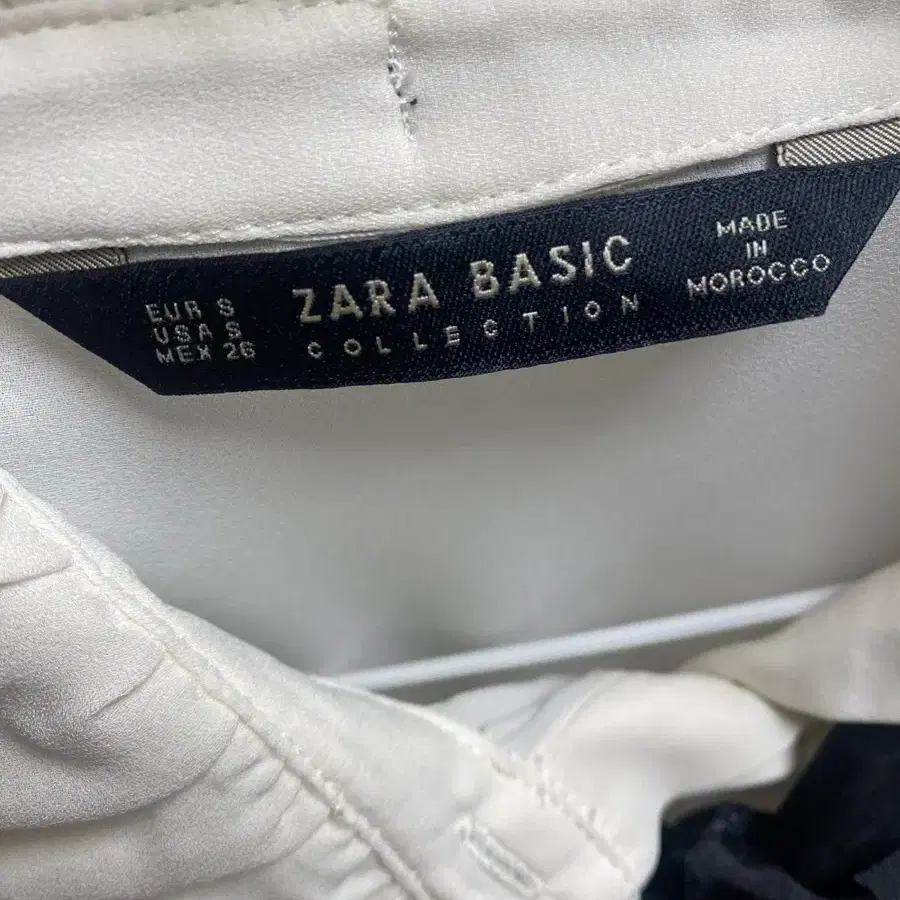 EUR S
USA S
MEX 26
ZARA BASIC
COLLECTION
MADE
IN
MOROCCO